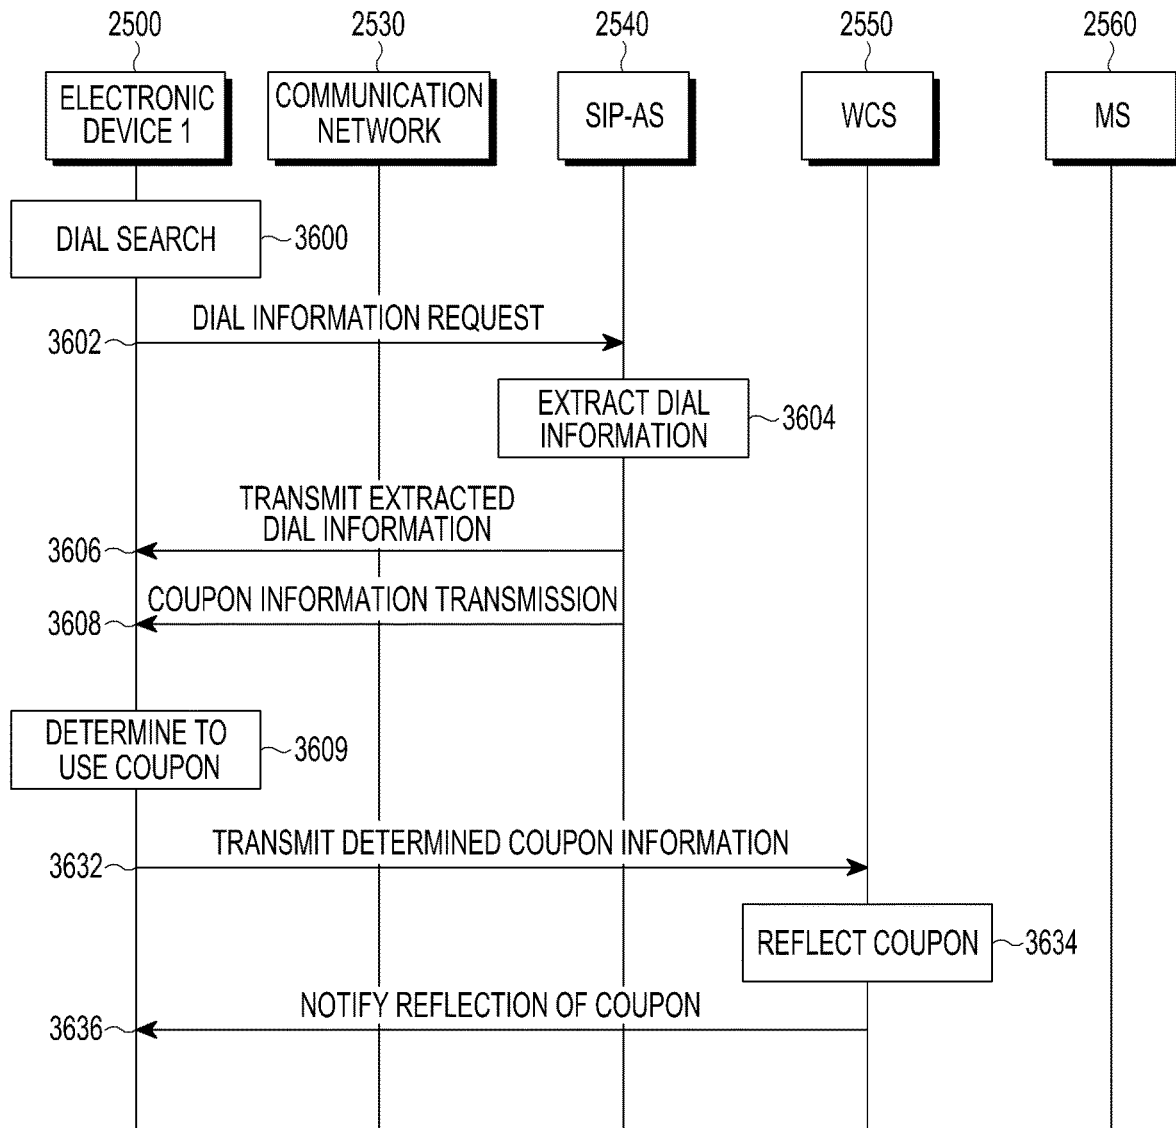 2500
2530
2540
2550
2560
ELECTRONIC
DEVICE 1
COMMUNICATION
NETWORK
SIP-AS
WCS
MS
DIAL SEARCH
3600
DIAL INFORMATION REQUEST
3602
EXTRACT DIAL
INFORMATION
3604
TRANSMIT EXTRACTED
DIAL INFORMATION
3606
COUPON INFORMATION TRANSMISSION
3608
DETERMINE TO
USE COUPON
3609
TRANSMIT DETERMINED COUPON INFORMATION
3632
REFLECT COUPON
3634
NOTIFY REFLECTION OF COUPON
3636